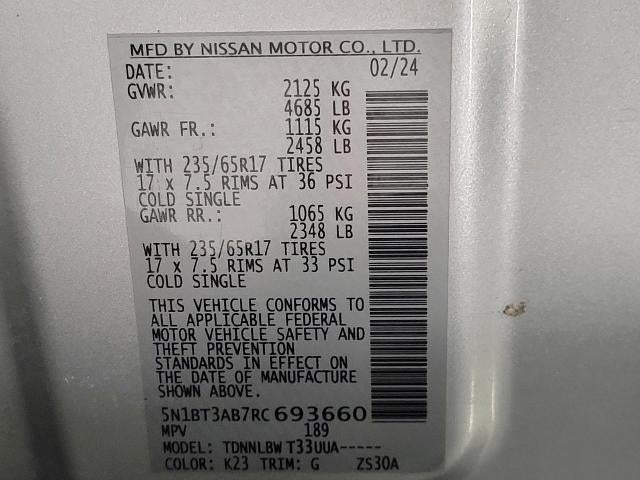 MFD BY NISSAN MOTOR CO., LTD.
DATE: 02/24
GVWR: 2125 KG
4685 LB
GAWR FR.: 1115 KG
2458 LB
WITH 235/65R17 TIRES
17 x 7.5 RIMS AT 36 PSI
COLD SINGLE
GAWR RR.: 1065 KG
2348 LB
WITH 235/65R17 TIRES
17 x 7.5 RIMS AT 33 PSI
COLD SINGLE
THIS VEHICLE CONFORMS TO
ALL APPLICABLE FEDERAL
MOTOR VEHICLE SAFETY AND
THEFT PREVENTION
STANDARDS IN EFFECT ON
THE DATE OF MANUFACTURE
SHOWN ABOVE.
5N1BT3AB7RC693660
MPV 189
MODEL: TDNNLBW T33UUA-----
COLOR: K23 TRIM: G ZS30A